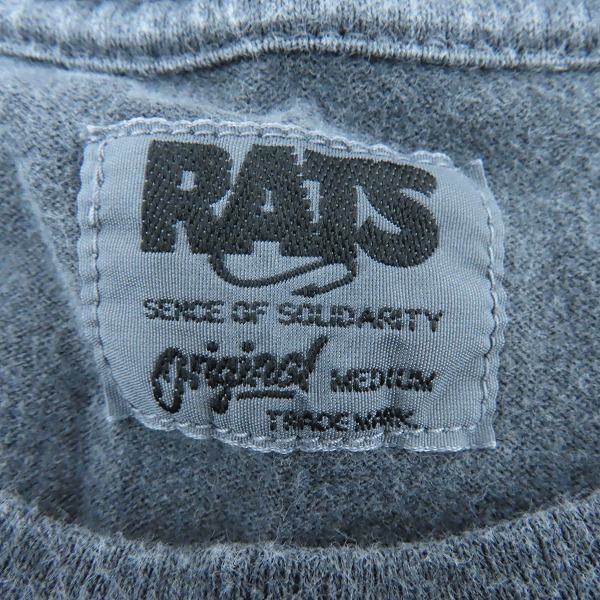 RATS
SENCE OF SOLIDARITY
original MEDIUM
TRADE MARK.